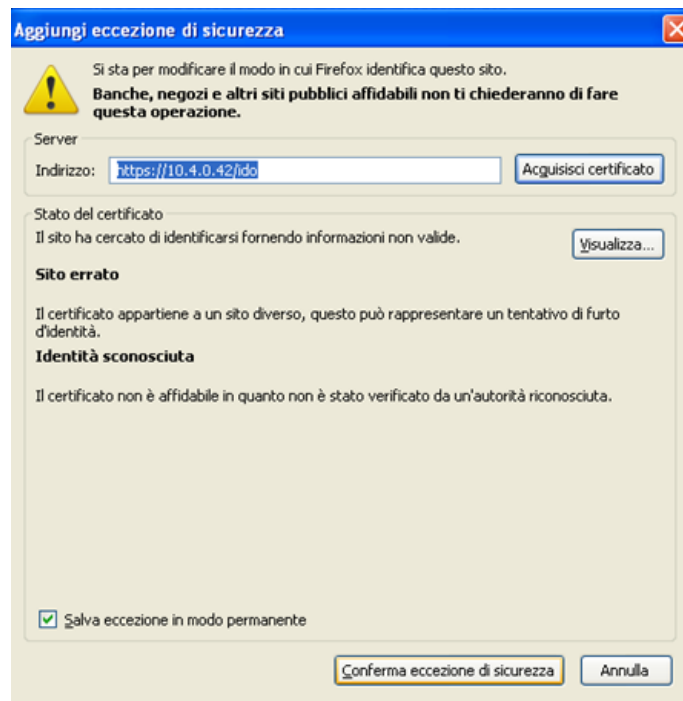 Aggiungi eccezione di sicurezza
Si sta per modificare il modo in cui Firefox identifica questo sito.
Banche, negozi e altri siti pubblici affidabili non ti chiederanno di fare
questa operazione.
Server
Indirizzo: https://10.4.0.42/ido Acquisisci certificato
Stato del certificato
Il sito ha cercato di identificarsi fornendo informazioni non valide. Visualizza...
Sito errato
Il certificato appartiene a un sito diverso, questo può rappresentare un tentativo di furto
d'identità.
Identità sconosciuta
Il certificato non è affidabile in quanto non è stato verificato da un'autorità riconosciuta.
Salva eccezione in modo permanente
Conferma eccezione di sicurezza Annulla